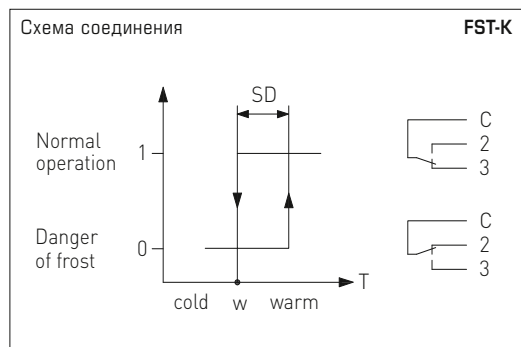 Схема соединения
FST-K
SD
Normal
operation
1
C
2
3
Danger
of frost
0
C
2
3
T
cold w warm